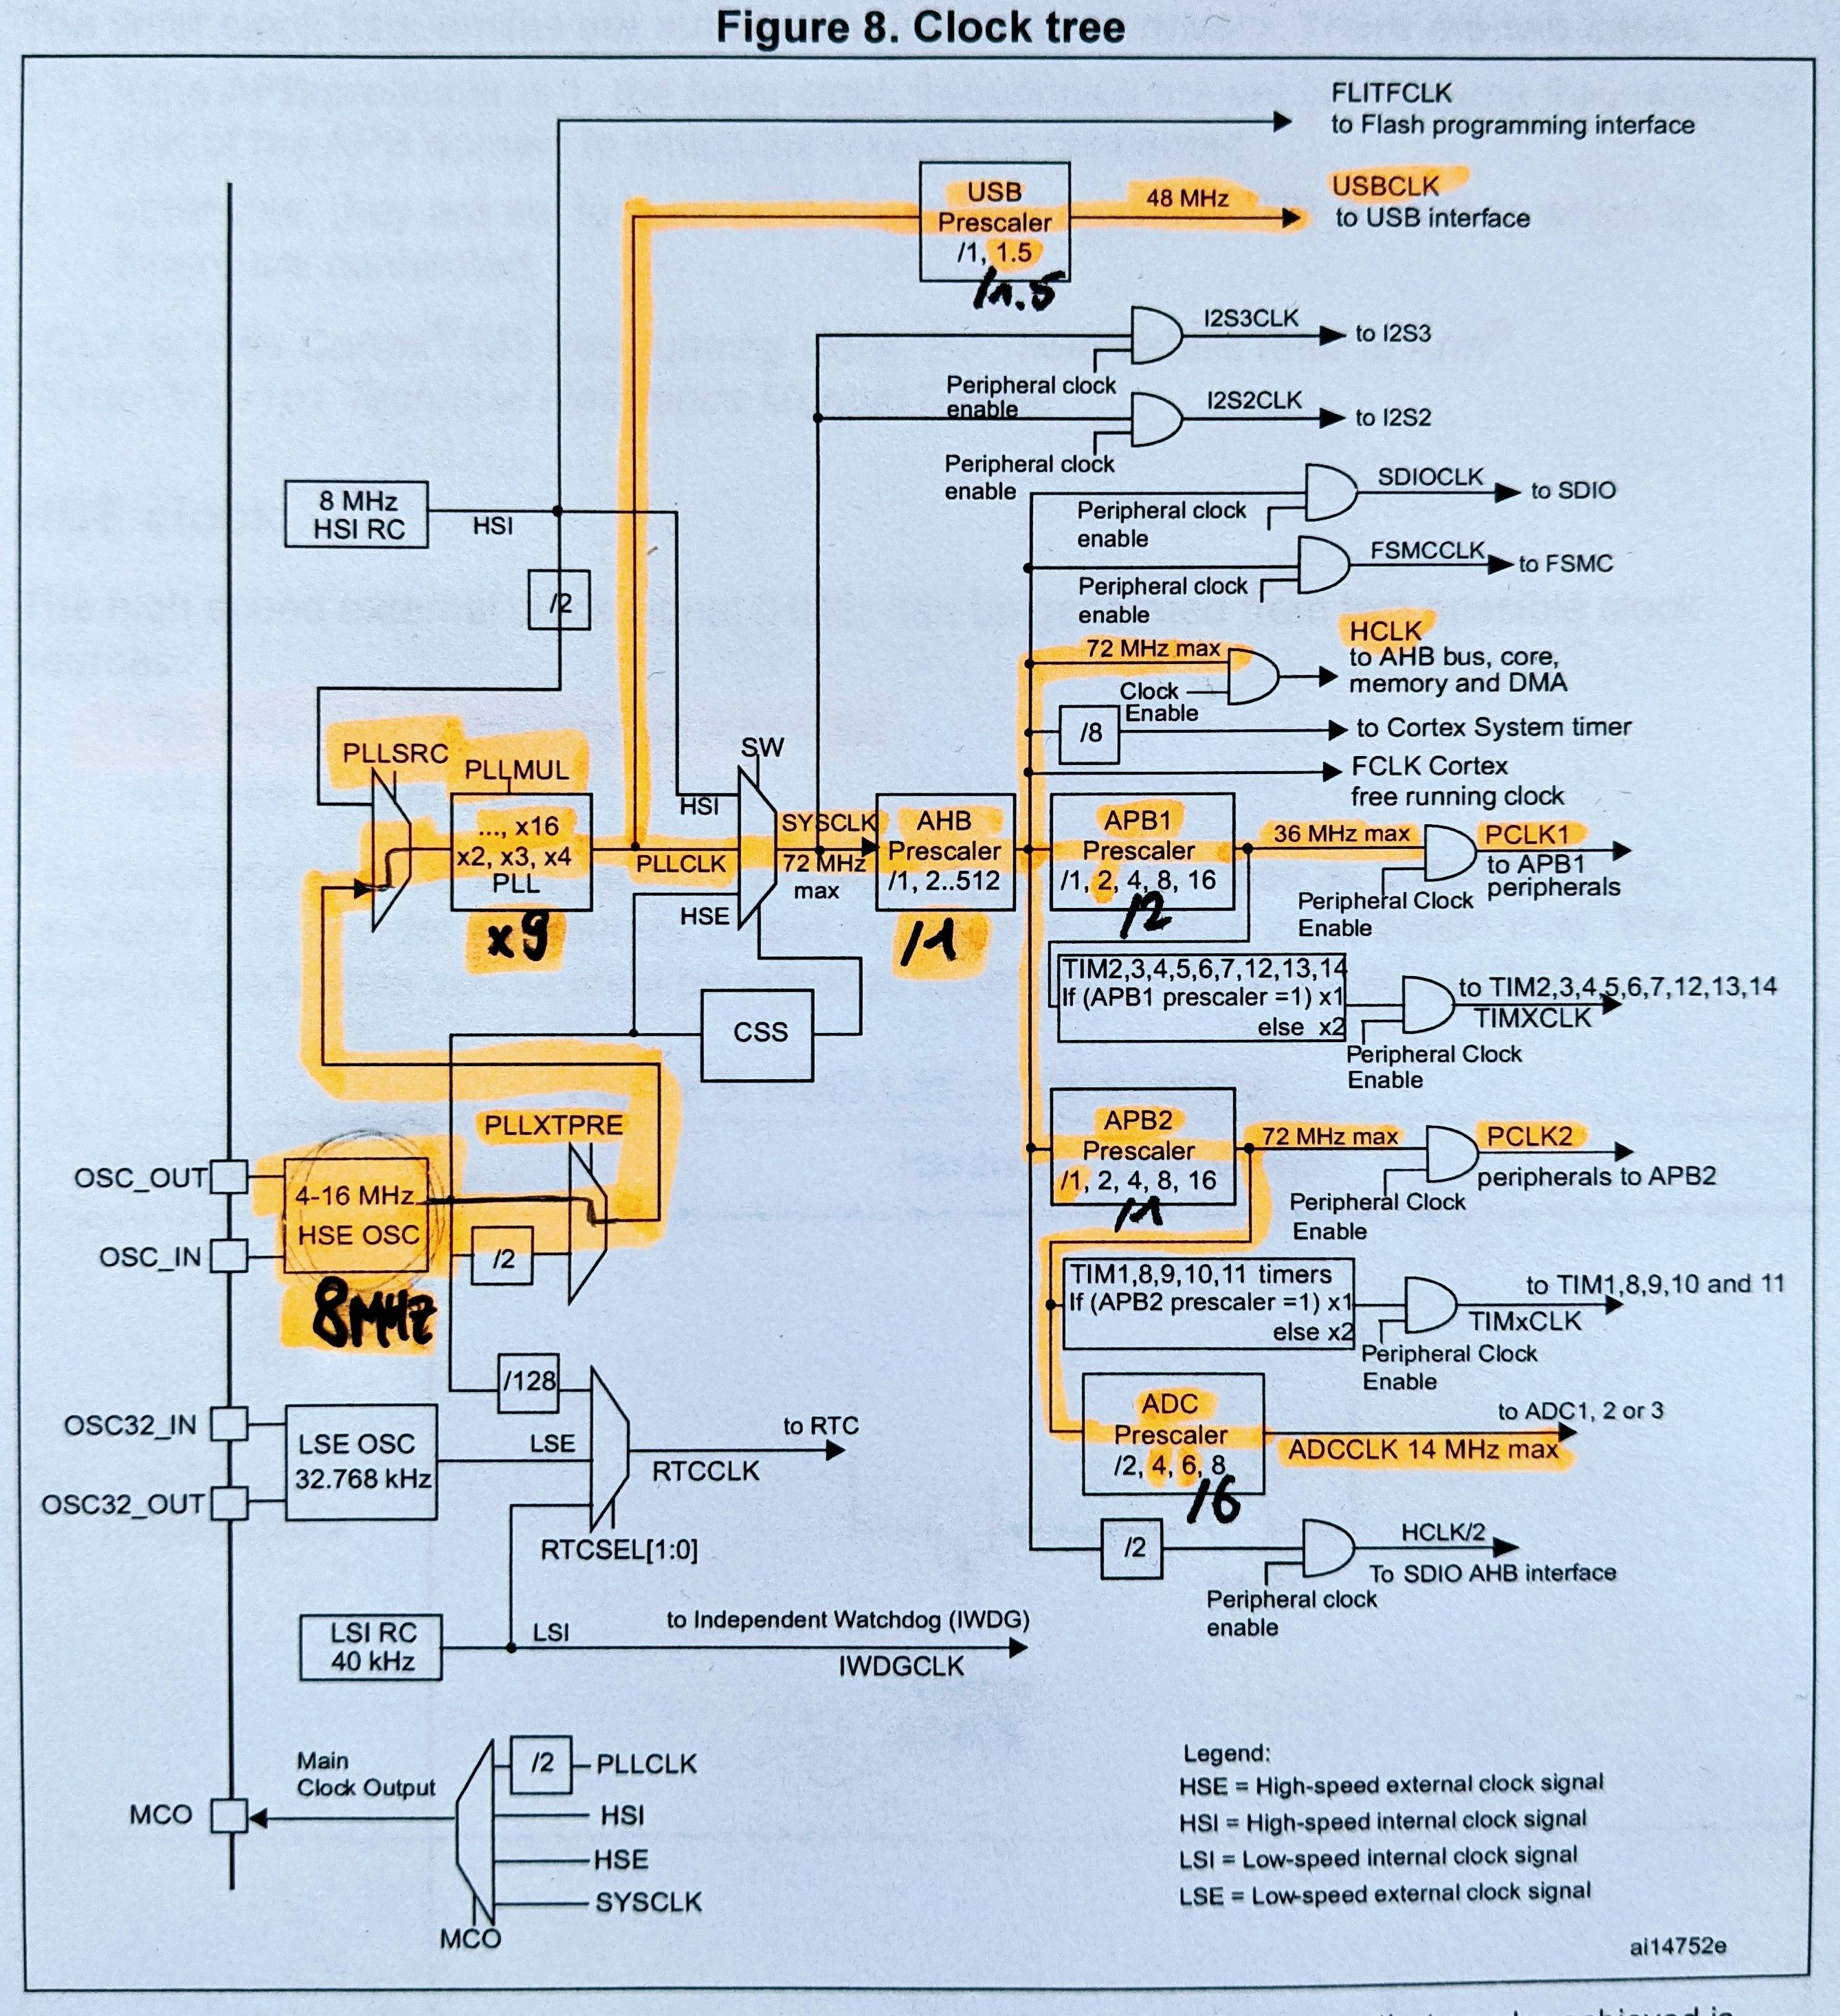 Figure 8. Clock tree
FLITFCLK
to Flash programming interface
USB
Prescaler
/1, 1.5
/1.5
48 MHz
USBCLK
to USB interface
I2S3CLK
to I2S3
Peripheral clock
enable
I2S2CLK
to I2S2
Peripheral clock
enable
SDIOCLK
to SDIO
Peripheral clock
enable
FSMCCLK
to FSMC
Peripheral clock
enable
8 MHz
HSI RC
HSI
/2
72 MHz max
HCLK
to AHB bus, core,
memory and DMA
Clock
Enable
/8
to Cortex System timer
FCLK Cortex
free running clock
PLLSRC
PLLMUL
..., x16
x2, x3, x4
PLL
x9
PLLCLK
SW
HSI
HSE
SYSCLK
72 MHz
max
AHB
Prescaler
/1, 2..512
/1
APB1
Prescaler
/1, 2, 4, 8, 16
/2
36 MHz max
PCLK1
to APB1
peripherals
Peripheral Clock
Enable
TIM2,3,4,5,6,7,12,13,14
If (APB1 prescaler =1) x1
else x2
to TIM2,3,4,5,6,7,12,13,14
TIMXCLK
Peripheral Clock
Enable
CSS
PLLXTPRE
OSC_OUT
OSC_IN
4-16 MHz
HSE OSC
8MHz
/2
APB2
Prescaler
/1, 2, 4, 8, 16
/1
72 MHz max
PCLK2
peripherals to APB2
Peripheral Clock
Enable
TIM1,8,9,10,11 timers
If (APB2 prescaler =1) x1
else x2
to TIM1,8,9,10 and 11
TIMxCLK
Peripheral Clock
Enable
ADC
Prescaler
/2, 4, 6, 8
/6
to ADC1, 2 or 3
ADCCLK 14 MHz max
/2
HCLK/2
To SDIO AHB interface
Peripheral clock
enable
/128
OSC32_IN
OSC32_OUT
LSE OSC
32.768 kHz
LSE
to RTC
RTCCLK
RTCSEL[1:0]
LSI RC
40 kHz
LSI
to Independent Watchdog (IWDG)
IWDGCLK
Main
Clock Output
MCO
/2
PLLCLK
HSI
HSE
SYSCLK
MCO
Legend:
HSE = High-speed external clock signal
HSI = High-speed internal clock signal
LSI = Low-speed internal clock signal
LSE = Low-speed external clock signal
ai14752e